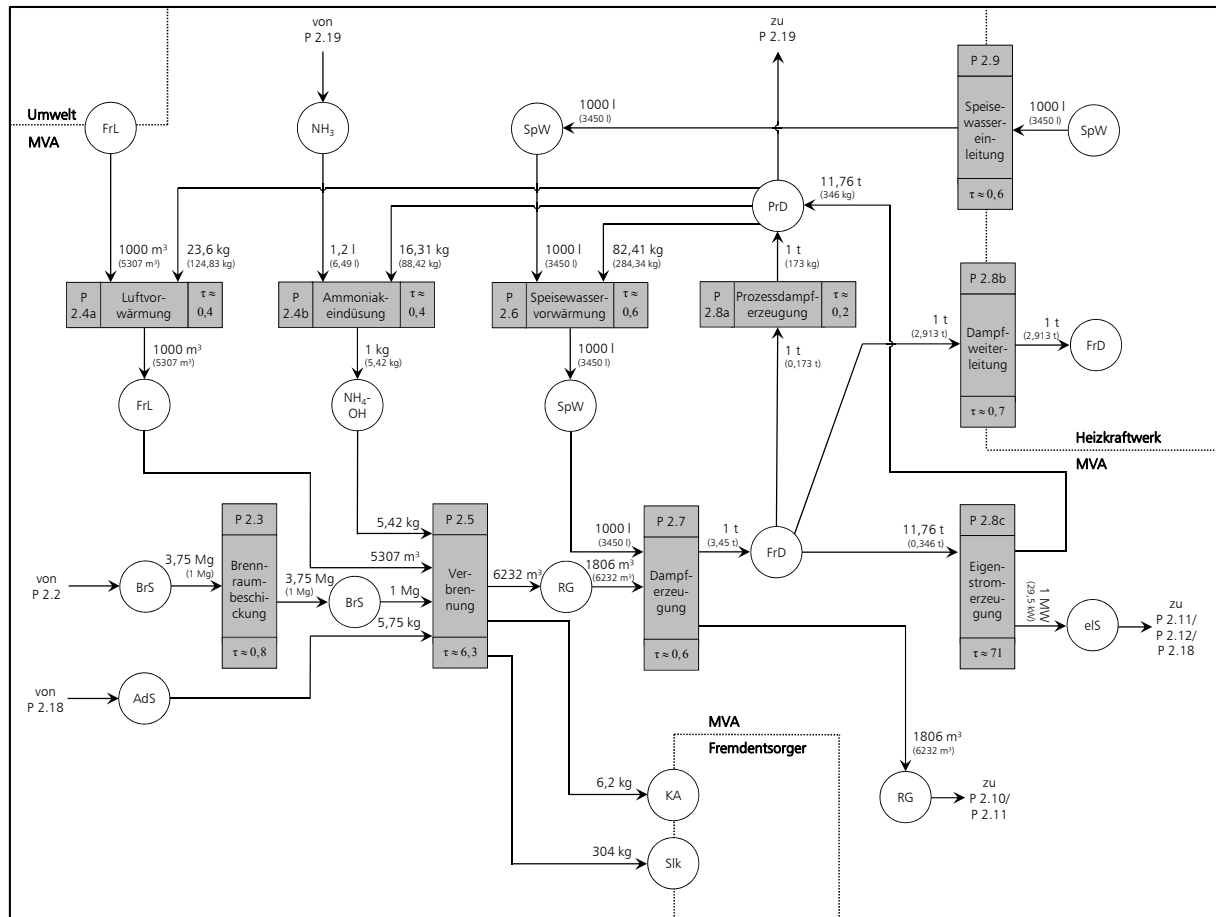 von
P 2.19
zu
P 2.19
Umwelt
MVA
FrL
NH₃
SpW
1000 l
(3450 l)
P 2.9
Speise-
wasser-
ein-
leitung
τ ≈ 0,6
1000 l
(3450 l)
SpW
PrD
11,76 t
(346 kg)
1000 m³
(5307 m³)
23,6 kg
(124,83 kg)
1,2 l
(6,49 l)
16,31 kg
(88,42 kg)
1000 l
(3450 l)
82,41 kg
(284,34 kg)
1 t
(173 kg)
P
2.4a
Luftvor-
wärmung
τ ≈
0,4
P
2.4b
Ammoniak-
eindüsung
τ ≈
0,4
P
2.6
Speisewasser-
vorwärmung
τ ≈
0,6
P
2.8a
Prozessdampf-
erzeugung
τ ≈
0,2
P 2.8b
Dampf-
weiter-
leitung
τ ≈ 0,7
1 t
(2,913 t)
1 t
(2,913 t)
FrD
1000 m³
(5307 m³)
1 kg
(5,42 kg)
1000 l
(3450 l)
1 t
(0,173 t)
FrL
NH₄-
OH
SpW
Heizkraftwerk
MVA
P 2.3
Brenn-
raum-
beschi-
ckung
τ ≈ 0,8
P 2.5
Ver-
brennung
τ ≈ 6,3
P 2.7
Dampf-
erzeu-
gung
τ ≈ 0,6
P 2.8c
Eigen-
strom-
erzeu-
gung
τ ≈ 71
von
P 2.2
BrS
3,75 Mg
(1 Mg)
3,75 Mg
(1 Mg)
BrS
5,42 kg
5307 m³
1 Mg
5,75 kg
6232 m³
RG
1000 l
(3450 l)
1806 m³
(6232 m³)
1 t
(3,45 t)
FrD
11,76 t
(0,346 t)
1 MW
(29,5 kW)
elS
zu
P 2.11/
P 2.12/
P 2.18
von
P 2.18
AdS
MVA
Fremdentsorger
1806 m³
(6232 m³)
6,2 kg
KA
RG
zu
P 2.10/
P 2.11
304 kg
Slk